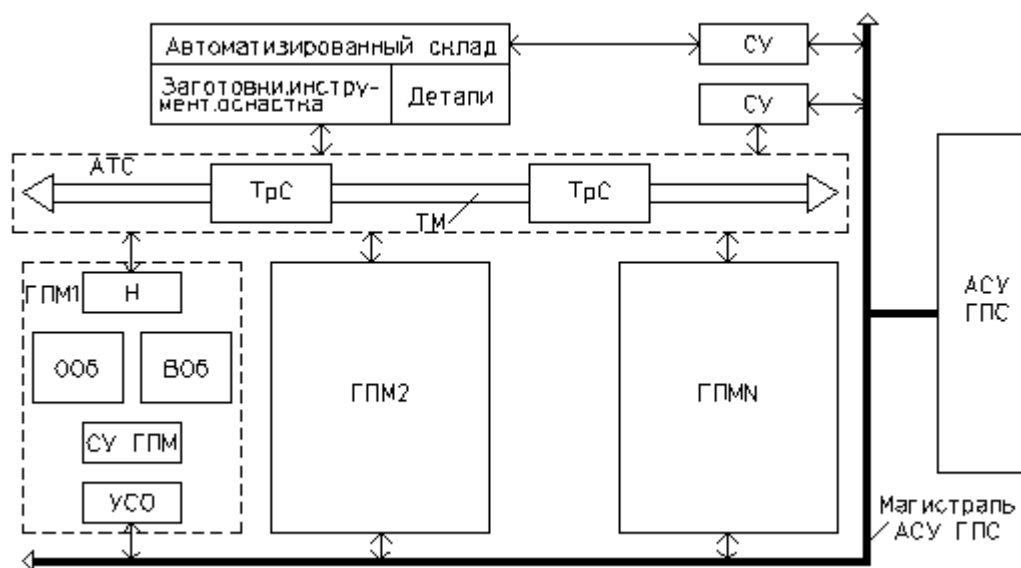 Автоматизированный склад
СУ
Заготовки.инстру-
мент.оснастка
Детали
СУ
АТС
ТрС
ТрС
ТМ
ГПМ1
Н
АСУ
ГПС
ООб
ВОб
ГПМ2
ГПМN
СУ ГПМ
УСО
Магистраль
АСУ ГПС